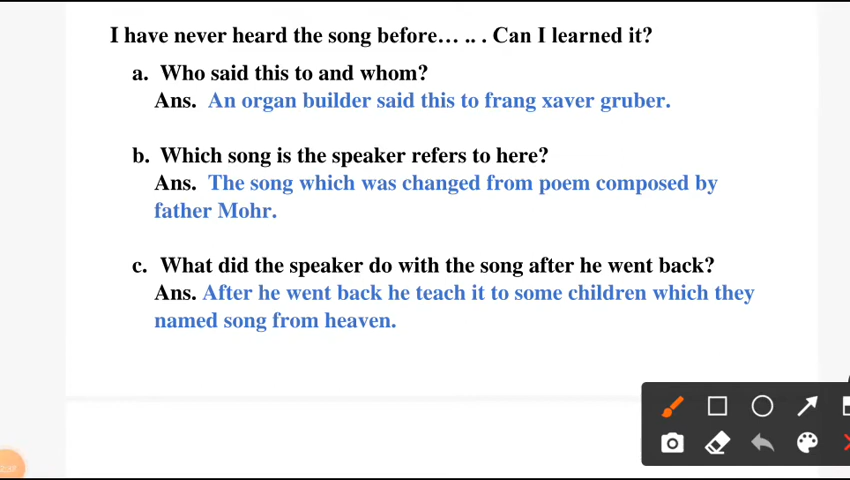 I have never heard the song before… .. . Can I learned it?
a. Who said this to and whom?
Ans. An organ builder said this to frang xaver gruber.
b. Which song is the speaker refers to here?
Ans. The song which was changed from poem composed by
father Mohr.
c. What did the speaker do with the song after he went back?
Ans. After he went back he teach it to some children which they
named song from heaven.